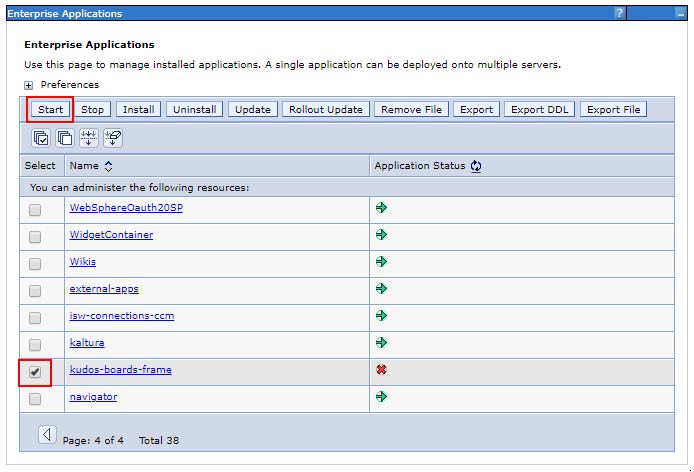 Enterprise Applications ?
Enterprise Applications
Use this page to manage installed applications. A single application can be deployed onto multiple servers.
Preferences
Start Stop Install Uninstall Update Rollout Update Remove File Export Export DDL Export File
Select Name Application Status
You can administer the following resources:
WebSphereOauth20SP
WidgetContainer
Wikis
external-apps
isw-connections-ccm
kaltura
kudos-boards-frame
navigator
Page: 4 of 4 Total 38